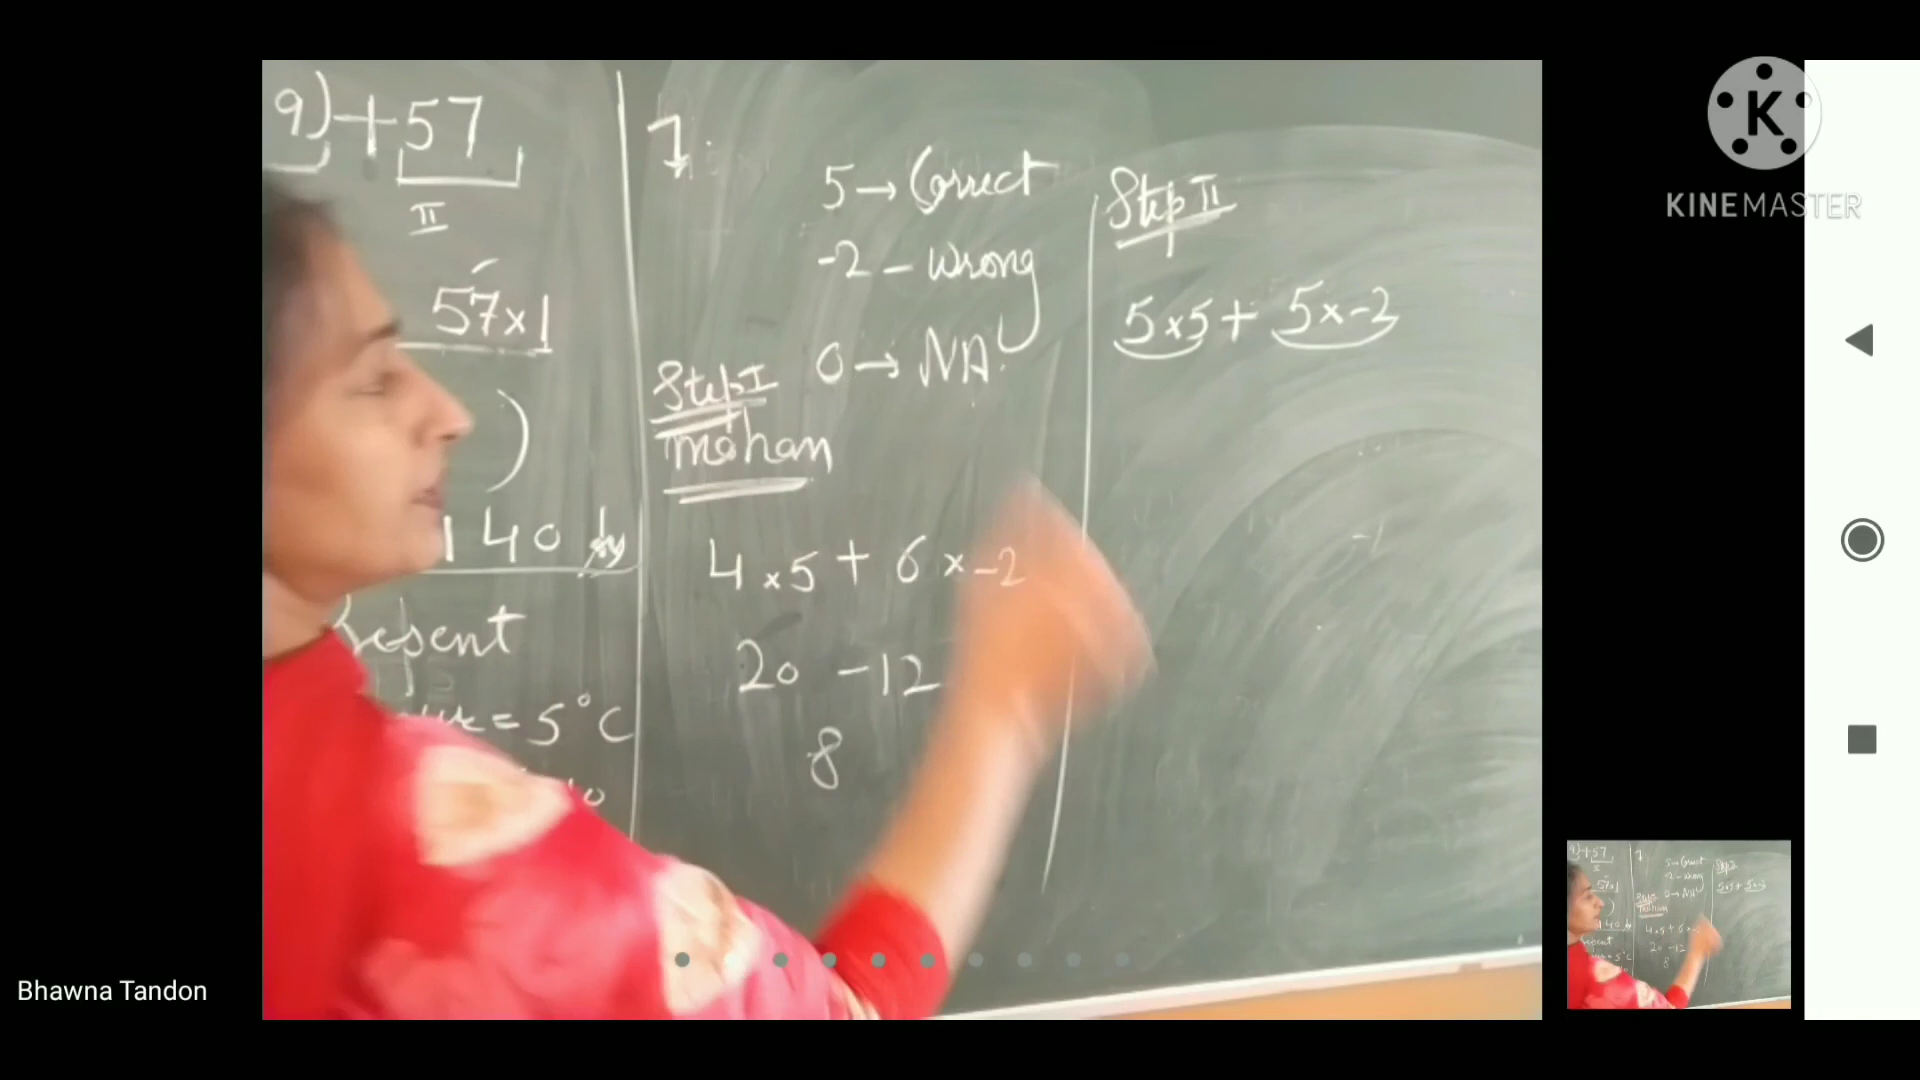 9)+57
II
57×1
)
140
resent
= 5°C
7.
5→Correct
-2 – Wrong
0→NA.
Step I
mohan
4×5+6×-2
20 -12
8
Step II
5×5+5×-2
KINEMASTER
Bhawna Tandon